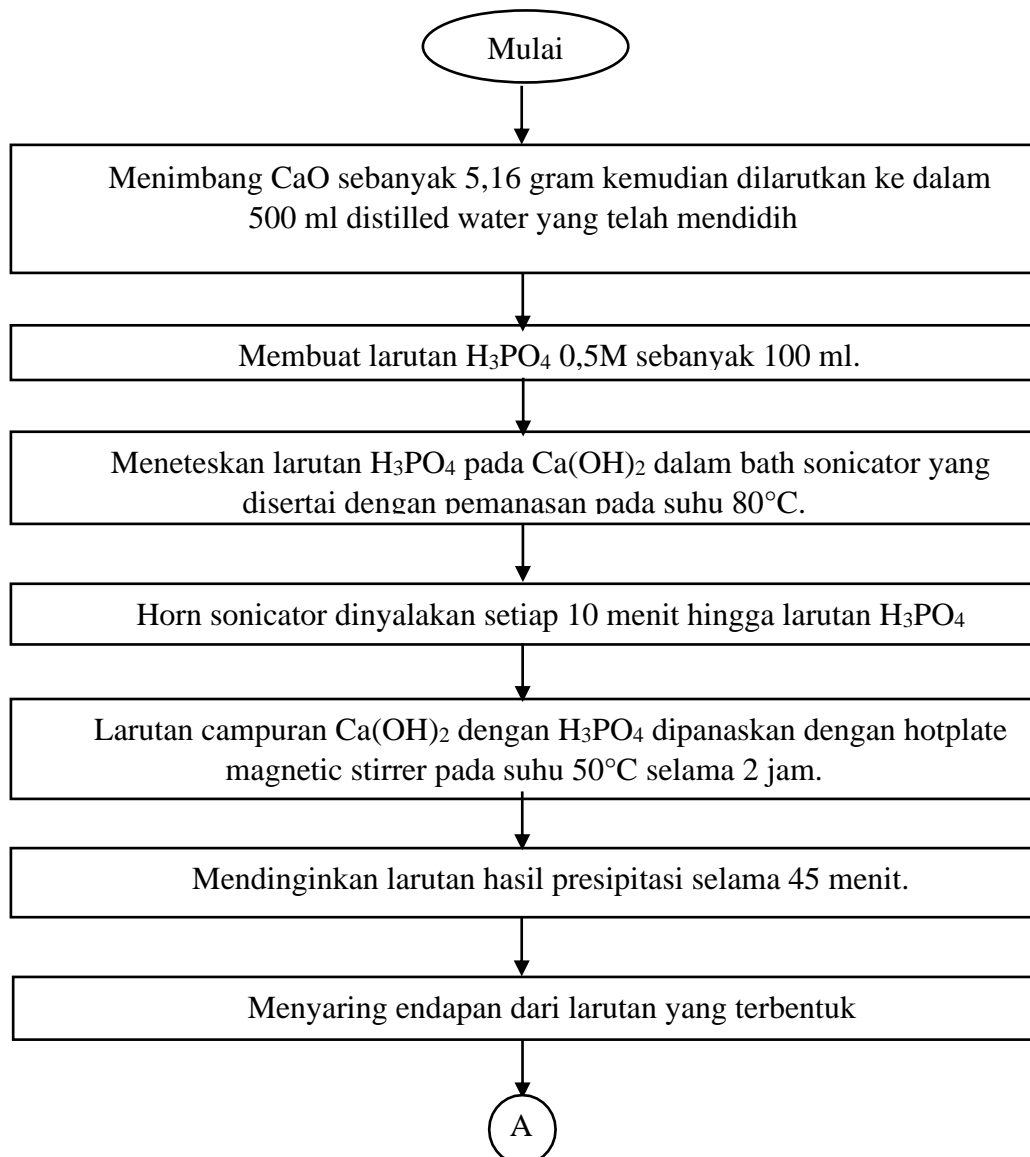 Mulai
Menimbang CaO sebanyak 5,16 gram kemudian dilarutkan ke dalam
500 ml distilled water yang telah mendidih
Membuat larutan H₃PO₄ 0,5M sebanyak 100 ml.
Meneteskan larutan H₃PO₄ pada Ca(OH)₂ dalam bath sonicator yang
disertai dengan pemanasan pada suhu 80°C.
Horn sonicator dinyalakan setiap 10 menit hingga larutan H₃PO₄
Larutan campuran Ca(OH)₂ dengan H₃PO₄ dipanaskan dengan hotplate
magnetic stirrer pada suhu 50°C selama 2 jam.
Mendinginkan larutan hasil presipitasi selama 45 menit.
Menyaring endapan dari larutan yang terbentuk
A